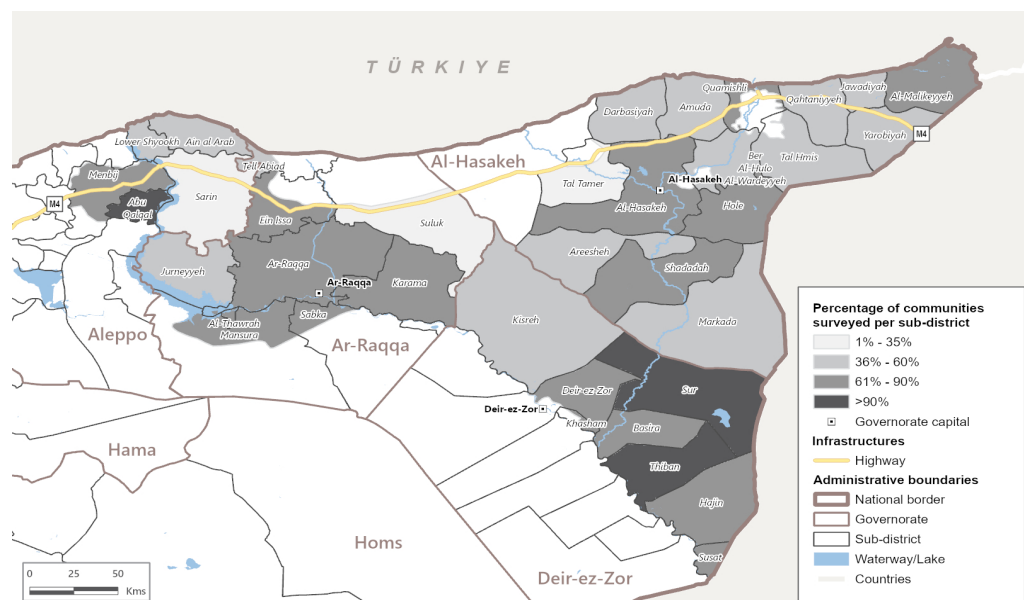 TÜRKIYE
Quamishli
Jawadiyah
Al-Malikeyyeh
Qahtaniyyeh
Darbasiyah
Amuda
Yarobiyah
M4
Lower Shyookh
Ain al Arab
Al-Hasakeh
Ber
Al-Hulo
Al-Wardeyyeh
Tal Hmis
Tell Abiad
Menbij
Al-Hasakeh
Tal Tamer
Sarin
M4
Abu
Qalqal
Al-Hasakeh
Hole
Ein Issa
Suluk
Areesheh
Jurneyyeh
Ar-Raqqa
Shadadah
Ar-Raqqa
Karama
Sabka
Al-Thawrah
Mansura
Kisreh
Markada
Aleppo
Ar-Raqqa
Deir-ez-Zor
Sur
Deir-ez-Zor
Khasham
Basira
Hama
Thiban
Hajin
Homs
Susat
Deir-ez-Zor
0 25 50
Kms
Percentage of communities
surveyed per sub-district
1% - 35%
36% - 60%
61% - 90%
>90%
Governorate capital
Infrastructures
Highway
Administrative boundaries
National border
Governorate
Sub-district
Waterway/Lake
Countries